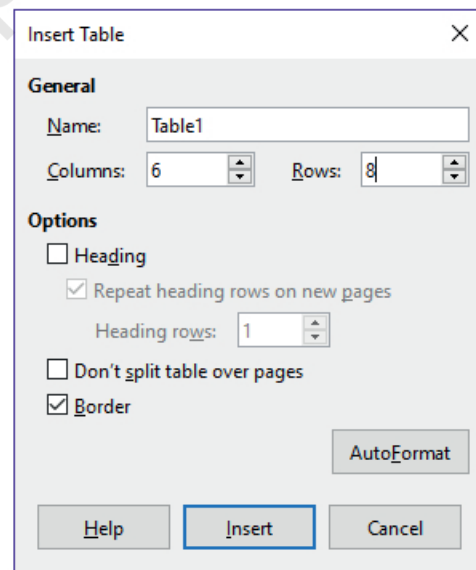 Insert Table
General
Name: Table1
Columns: 6 Rows: 8
Options
Heading
Repeat heading rows on new pages
Heading rows: 1
Don't split table over pages
Border
AutoFormat
Help Insert Cancel